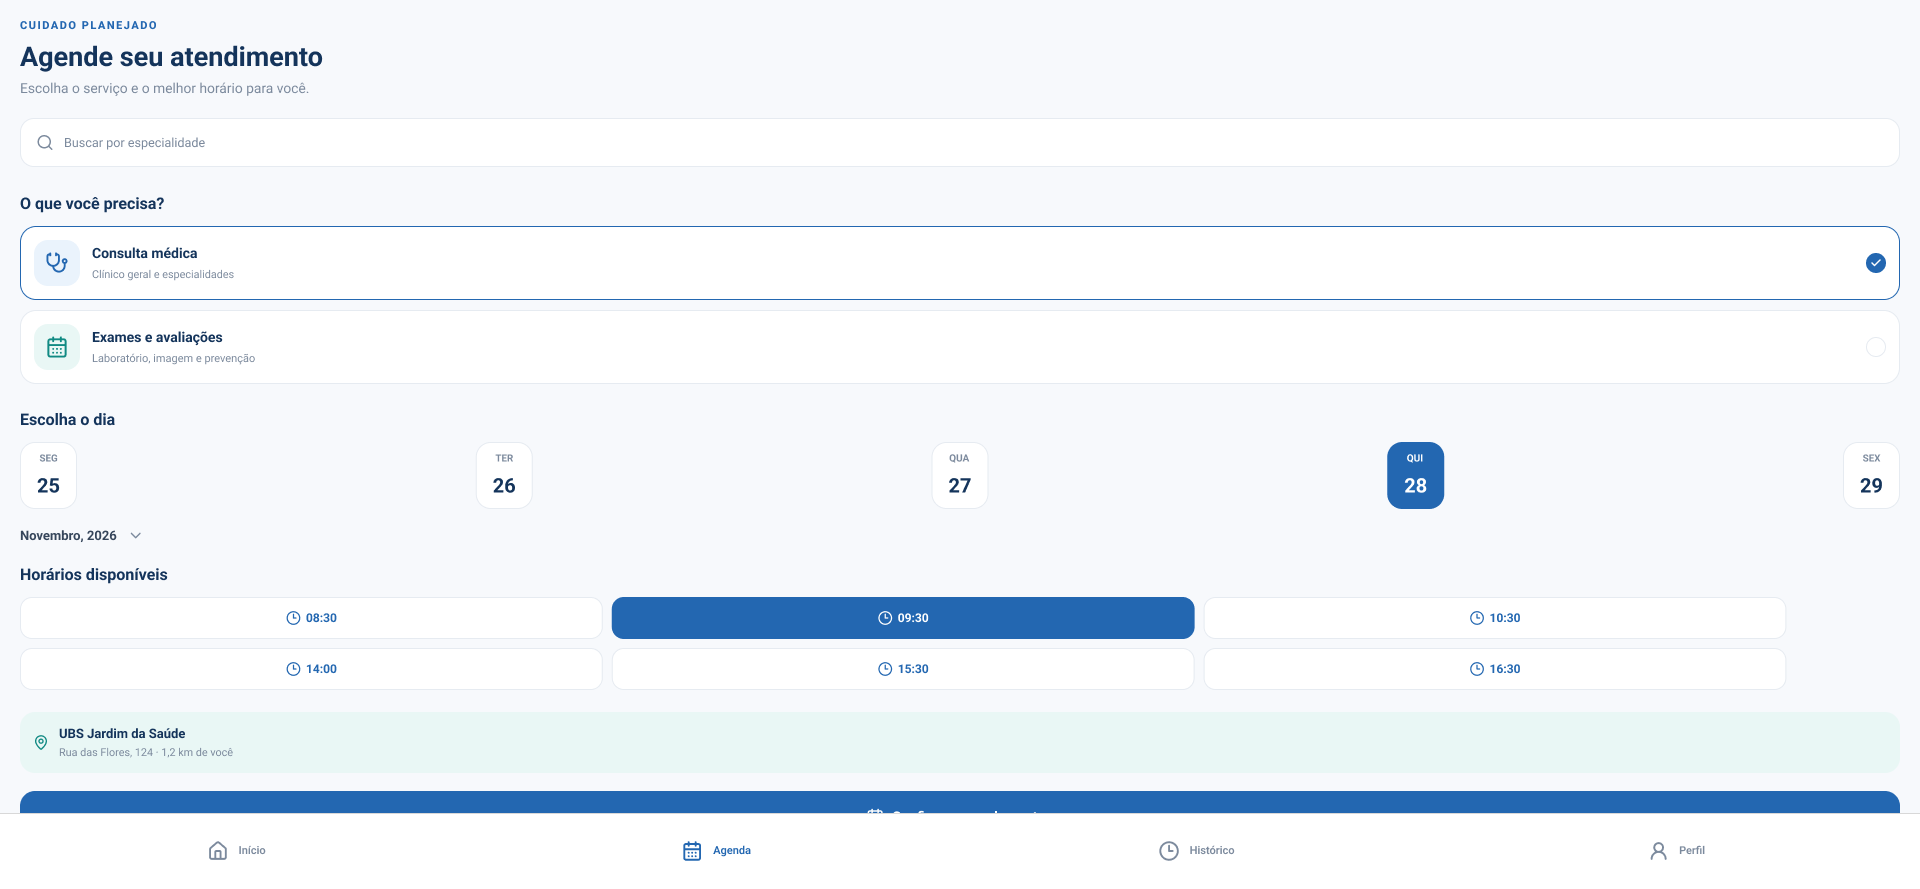 CUIDADO PLANEJADO
Agende seu atendimento
Escolha o serviço e o melhor horário para você.
Buscar por especialidade
O que você precisa?
Consulta médica
Clínico geral e especialidades
Exames e avaliações
Laboratório, imagem e prevenção
Escolha o dia
SEG TER QUA QUI SEX
25 26 27 28 29
Novembro, 2026
Horários disponíveis
08:30 09:30 10:30
14:00 15:30 16:30
UBS Jardim da Saúde
Rua das Flores, 124 · 1,2 km de você
Início Agenda Histórico Perfil